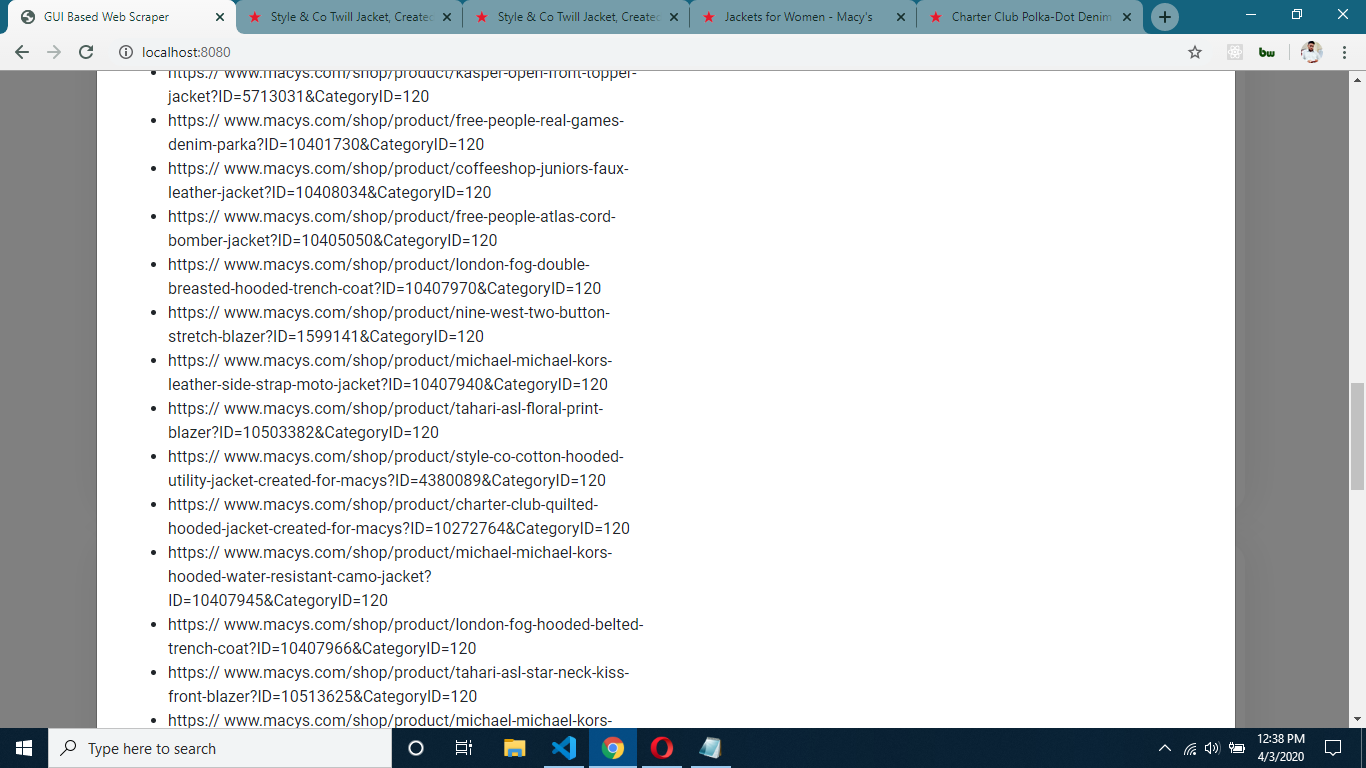 GUI Based Web Scraper
Style & Co Twill Jacket, Created
Style & Co Twill Jacket, Created
Jackets for Women - Macy's
Charter Club Polka-Dot Denim
localhost:8080
bw
https:// www.macys.com/shop/product/kasper-open-front-topper-
jacket?ID=5713031&CategoryID=120
https:// www.macys.com/shop/product/free-people-real-games-
denim-parka?ID=10401730&CategoryID=120
https:// www.macys.com/shop/product/coffeeshop-juniors-faux-
leather-jacket?ID=10408034&CategoryID=120
https:// www.macys.com/shop/product/free-people-atlas-cord-
bomber-jacket?ID=10405050&CategoryID=120
https:// www.macys.com/shop/product/london-fog-double-
breasted-hooded-trench-coat?ID=10407970&CategoryID=120
https:// www.macys.com/shop/product/nine-west-two-button-
stretch-blazer?ID=1599141&CategoryID=120
https:// www.macys.com/shop/product/michael-michael-kors-
leather-side-strap-moto-jacket?ID=10407940&CategoryID=120
https:// www.macys.com/shop/product/tahari-asl-floral-print-
blazer?ID=10503382&CategoryID=120
https:// www.macys.com/shop/product/style-co-cotton-hooded-
utility-jacket-created-for-macys?ID=4380089&CategoryID=120
https:// www.macys.com/shop/product/charter-club-quilted-
hooded-jacket-created-for-macys?ID=10272764&CategoryID=120
https:// www.macys.com/shop/product/michael-michael-kors-
hooded-water-resistant-camo-jacket?
ID=10407945&CategoryID=120
https:// www.macys.com/shop/product/london-fog-hooded-belted-
trench-coat?ID=10407966&CategoryID=120
https:// www.macys.com/shop/product/tahari-asl-star-neck-kiss-
front-blazer?ID=10513625&CategoryID=120
https:// www.macys.com/shop/product/michael-michael-kors-
Type here to search
12:38 PM
4/3/2020